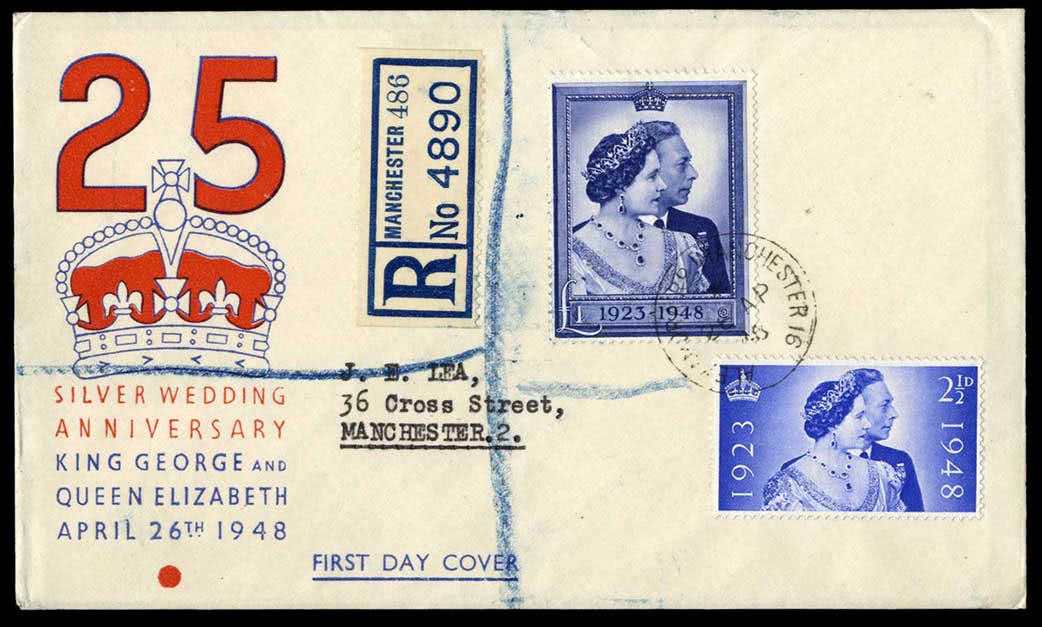 25
SILVER WEDDING
ANNIVERSARY
KING GEORGE AND
QUEEN ELIZABETH
APRIL 26TH 1948
FIRST DAY COVER
R
MANCHESTER 486
No 4890
J. E. LEA,
36 Cross Street,
MANCHESTER.2.
£1
1923-1948
MANCHESTER 16
AP
1923
2½D
1948